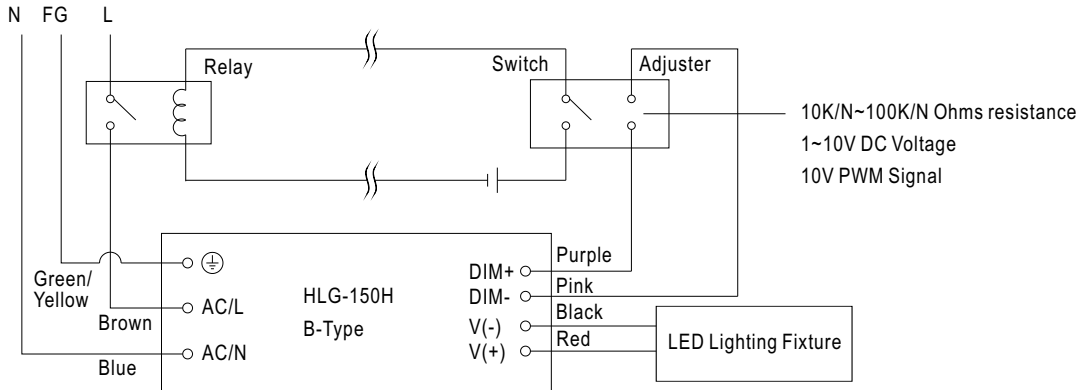 N FG L
Relay
Switch
Adjuster
10K/N~100K/N Ohms resistance
1~10V DC Voltage
10V PWM Signal
Green/
Yellow
Brown
Blue
AC/L
AC/N
HLG-150H
B-Type
DIM+
DIM-
V(-)
V(+)
Purple
Pink
Black
Red
LED Lighting Fixture